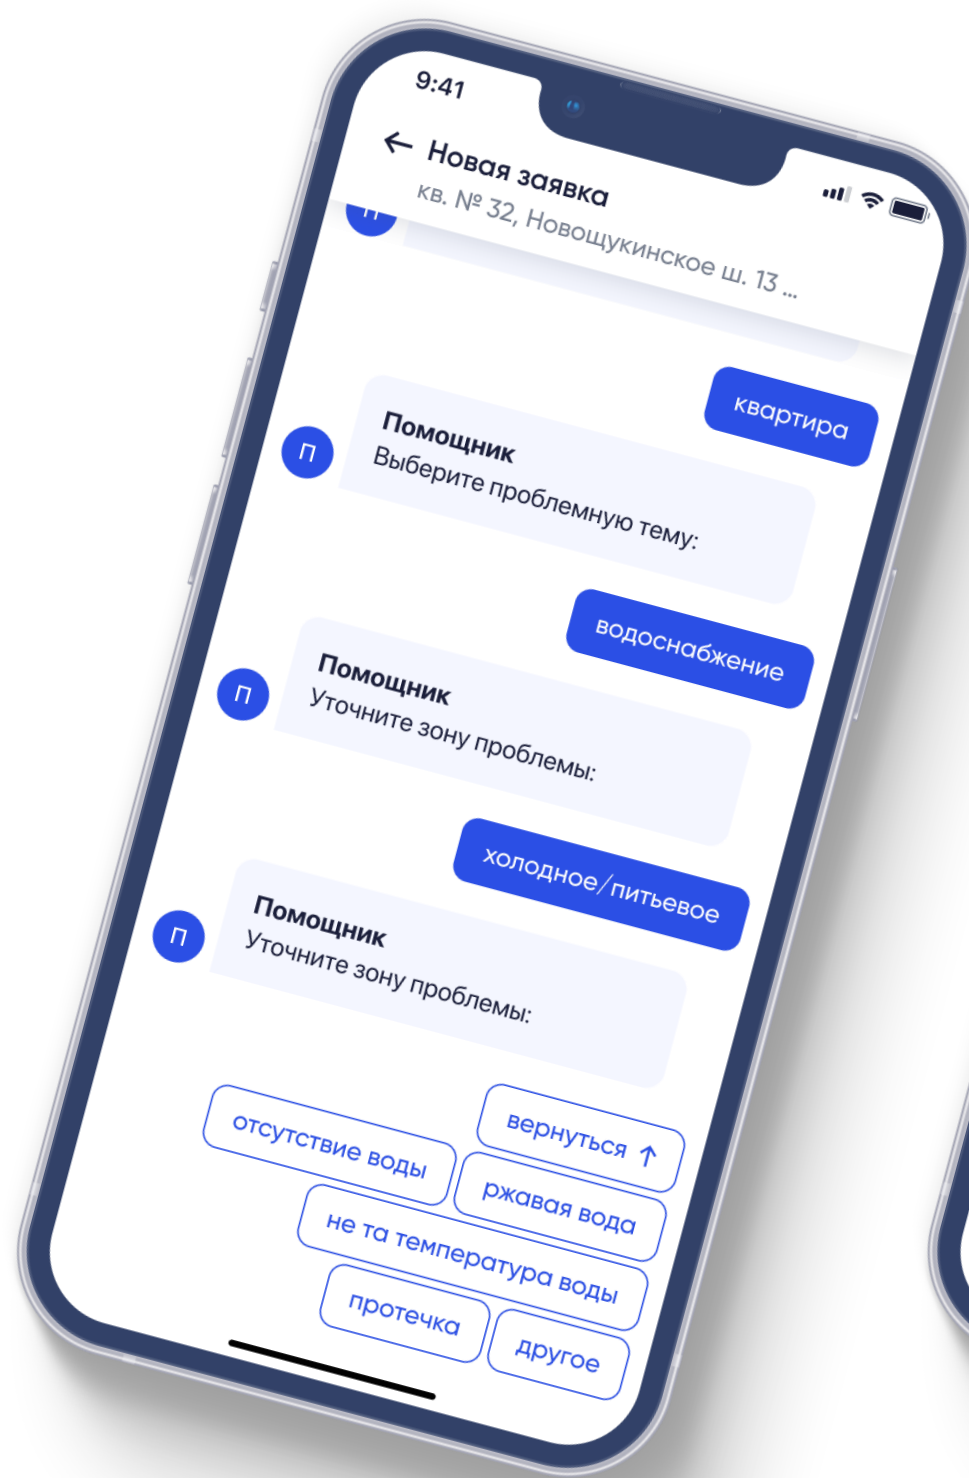 9:41
← Новая заявка
кв. № 32, Новощукинское ш. 13 ...
П
квартира
Помощник
П
Выберите проблемную тему:
водоснабжение
Помощник
П
Уточните зону проблемы:
холодное/питьевое
Помощник
П
Уточните зону проблемы:
вернуться ↑
отсутствие воды
ржавая вода
не та температура воды
протечка
другое